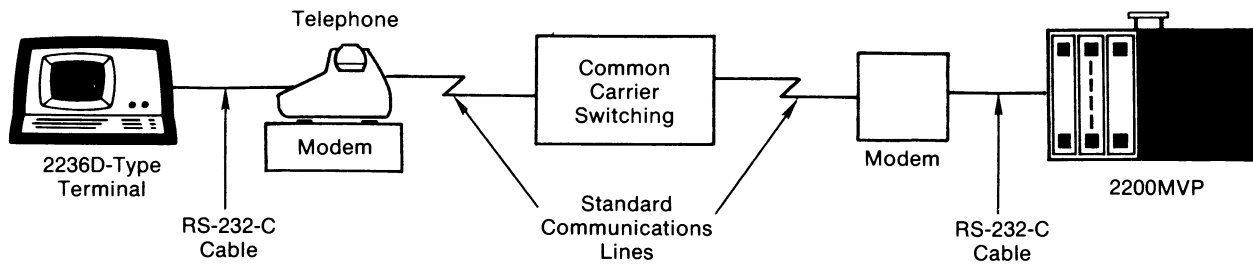 Telephone
Common
Carrier
Switching
Modem
Modem
2236D-Type
Terminal
2200MVP
RS-232-C
Cable
Standard
Communications
Lines
RS-232-C
Cable